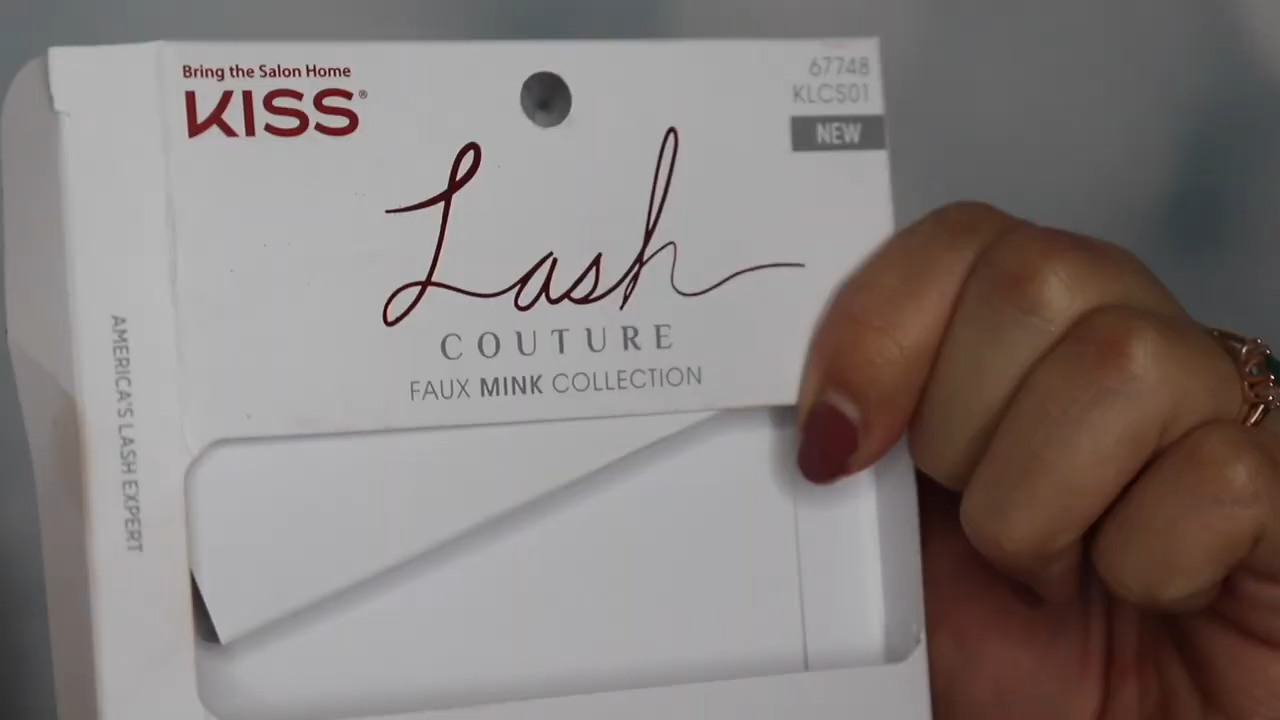 Bring the Salon Home
KISS®
67748
KLCS01
NEW
Lash
COUTURE
FAUX MINK COLLECTION
AMERICA'S LASH EXPERT